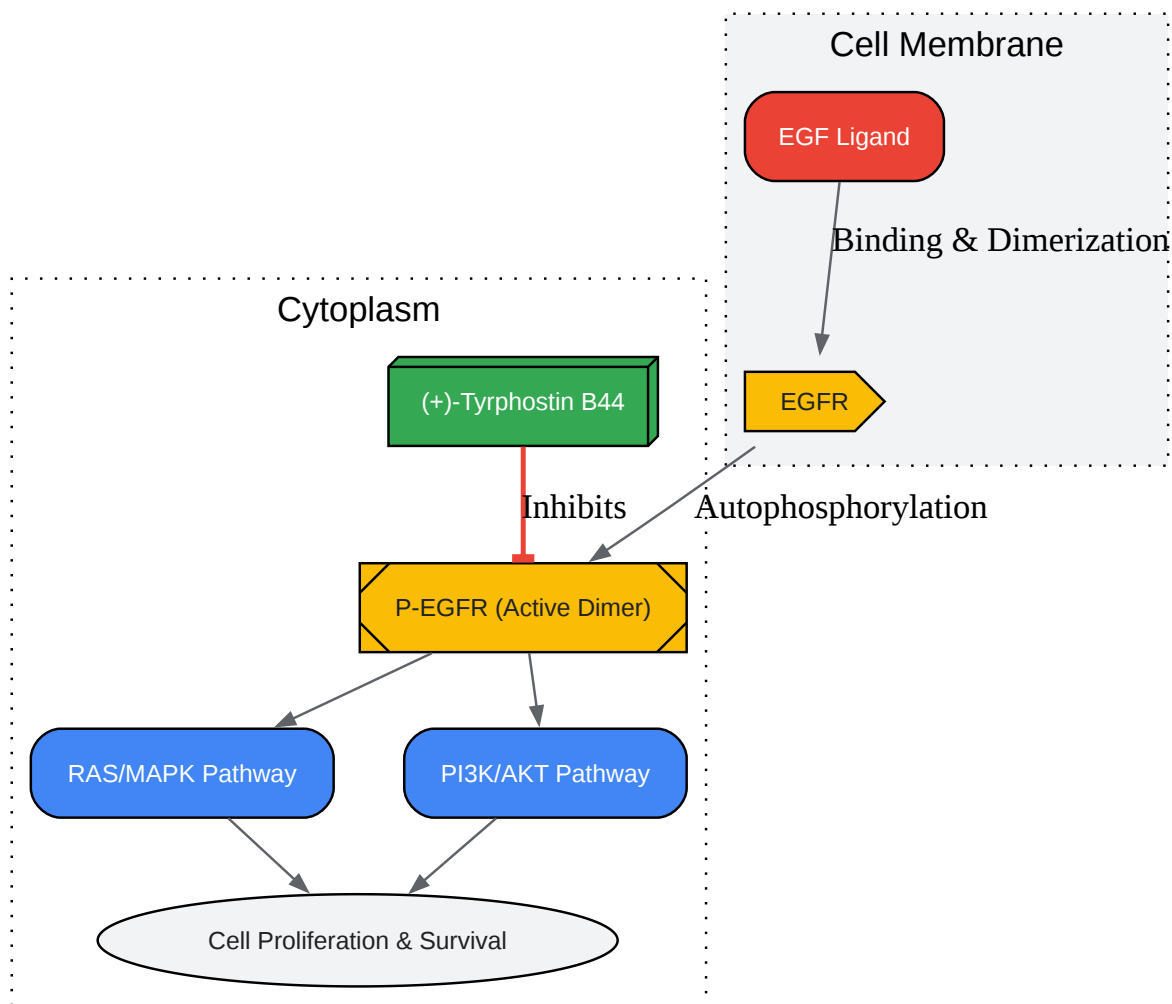 Cell Membrane
EGF Ligand
Binding & Dimerization
Cytoplasm
(+)-Tyrphostin B44
EGFR
Inhibits
Autophosphorylation
P-EGFR (Active Dimer)
RAS/MAPK Pathway
PI3K/AKT Pathway
Cell Proliferation & Survival